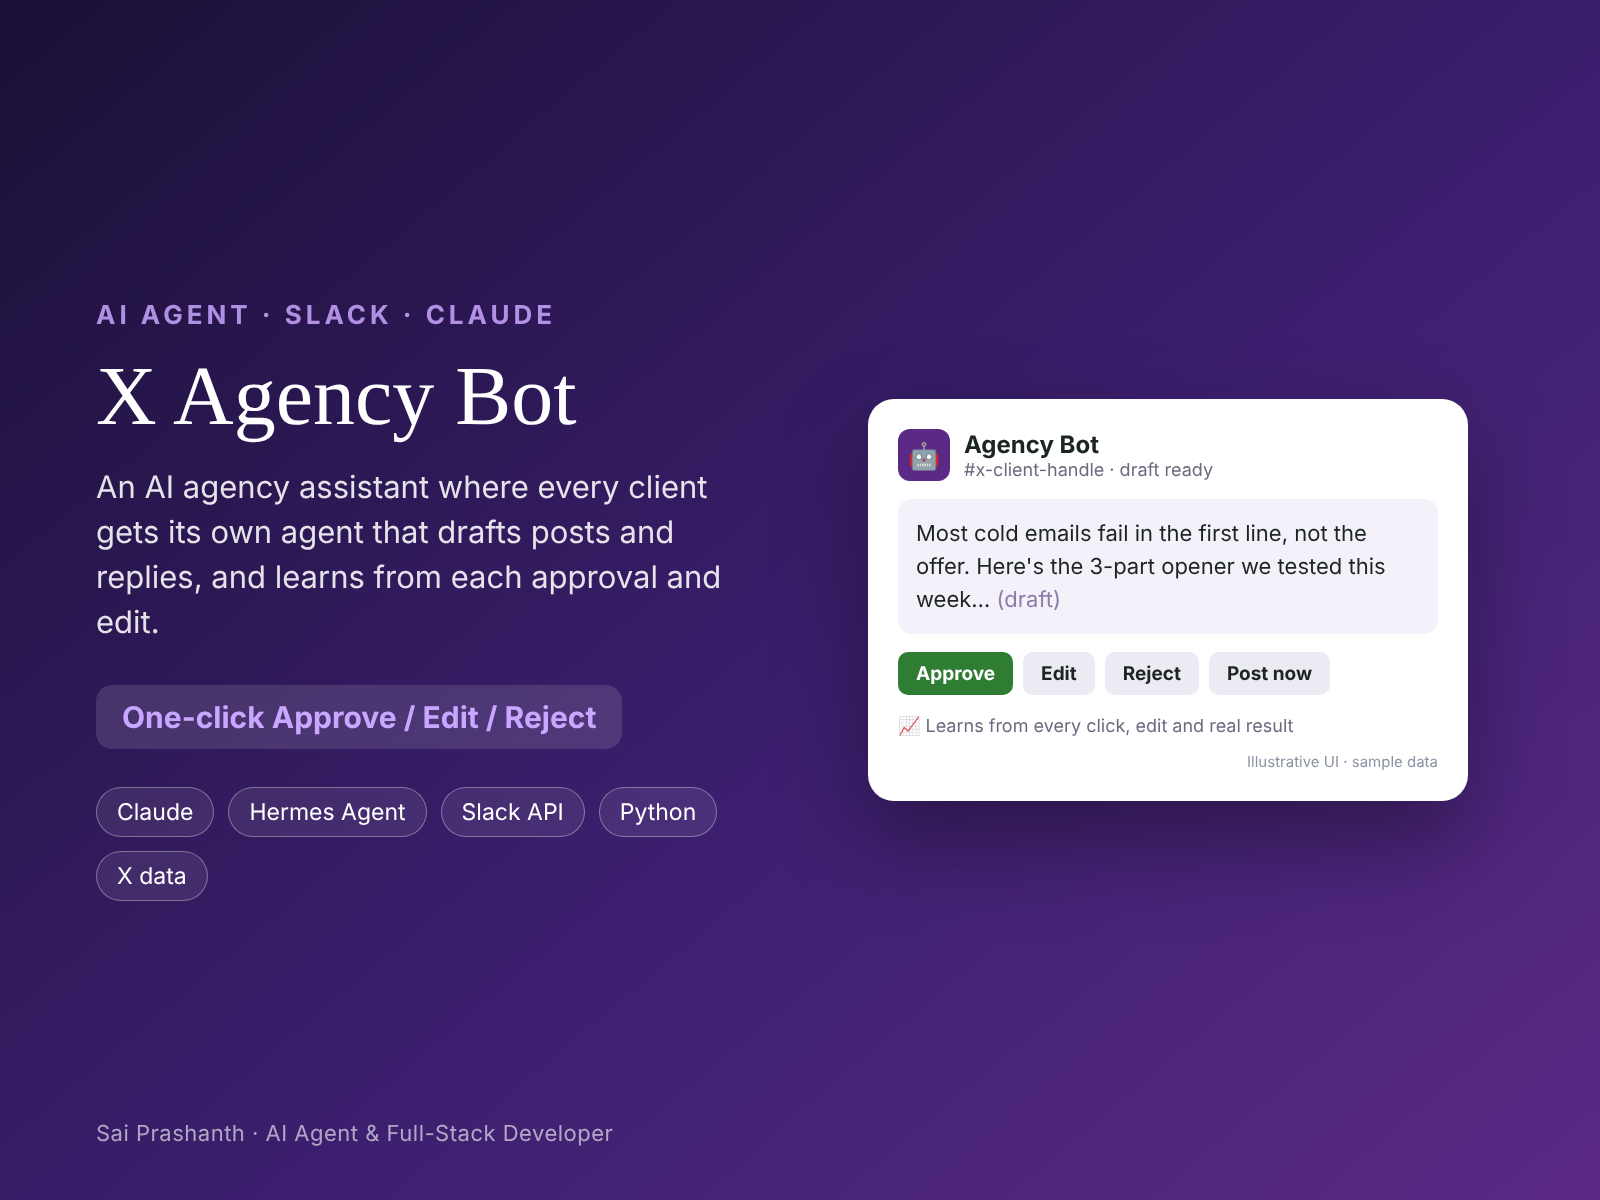 AI AGENT · SLACK · CLAUDE
X Agency Bot
An AI agency assistant where every client
gets its own agent that drafts posts and
replies, and learns from each approval and
edit.
One-click Approve / Edit / Reject
Claude
Hermes Agent
Slack API
Python
X data
Agency Bot
#x-client-handle · draft ready
Most cold emails fail in the first line, not the
offer. Here's the 3-part opener we tested this
week... (draft)
Approve
Edit
Reject
Post now
📈 Learns from every click, edit and real result
Illustrative UI · sample data
Sai Prashanth · AI Agent & Full-Stack Developer